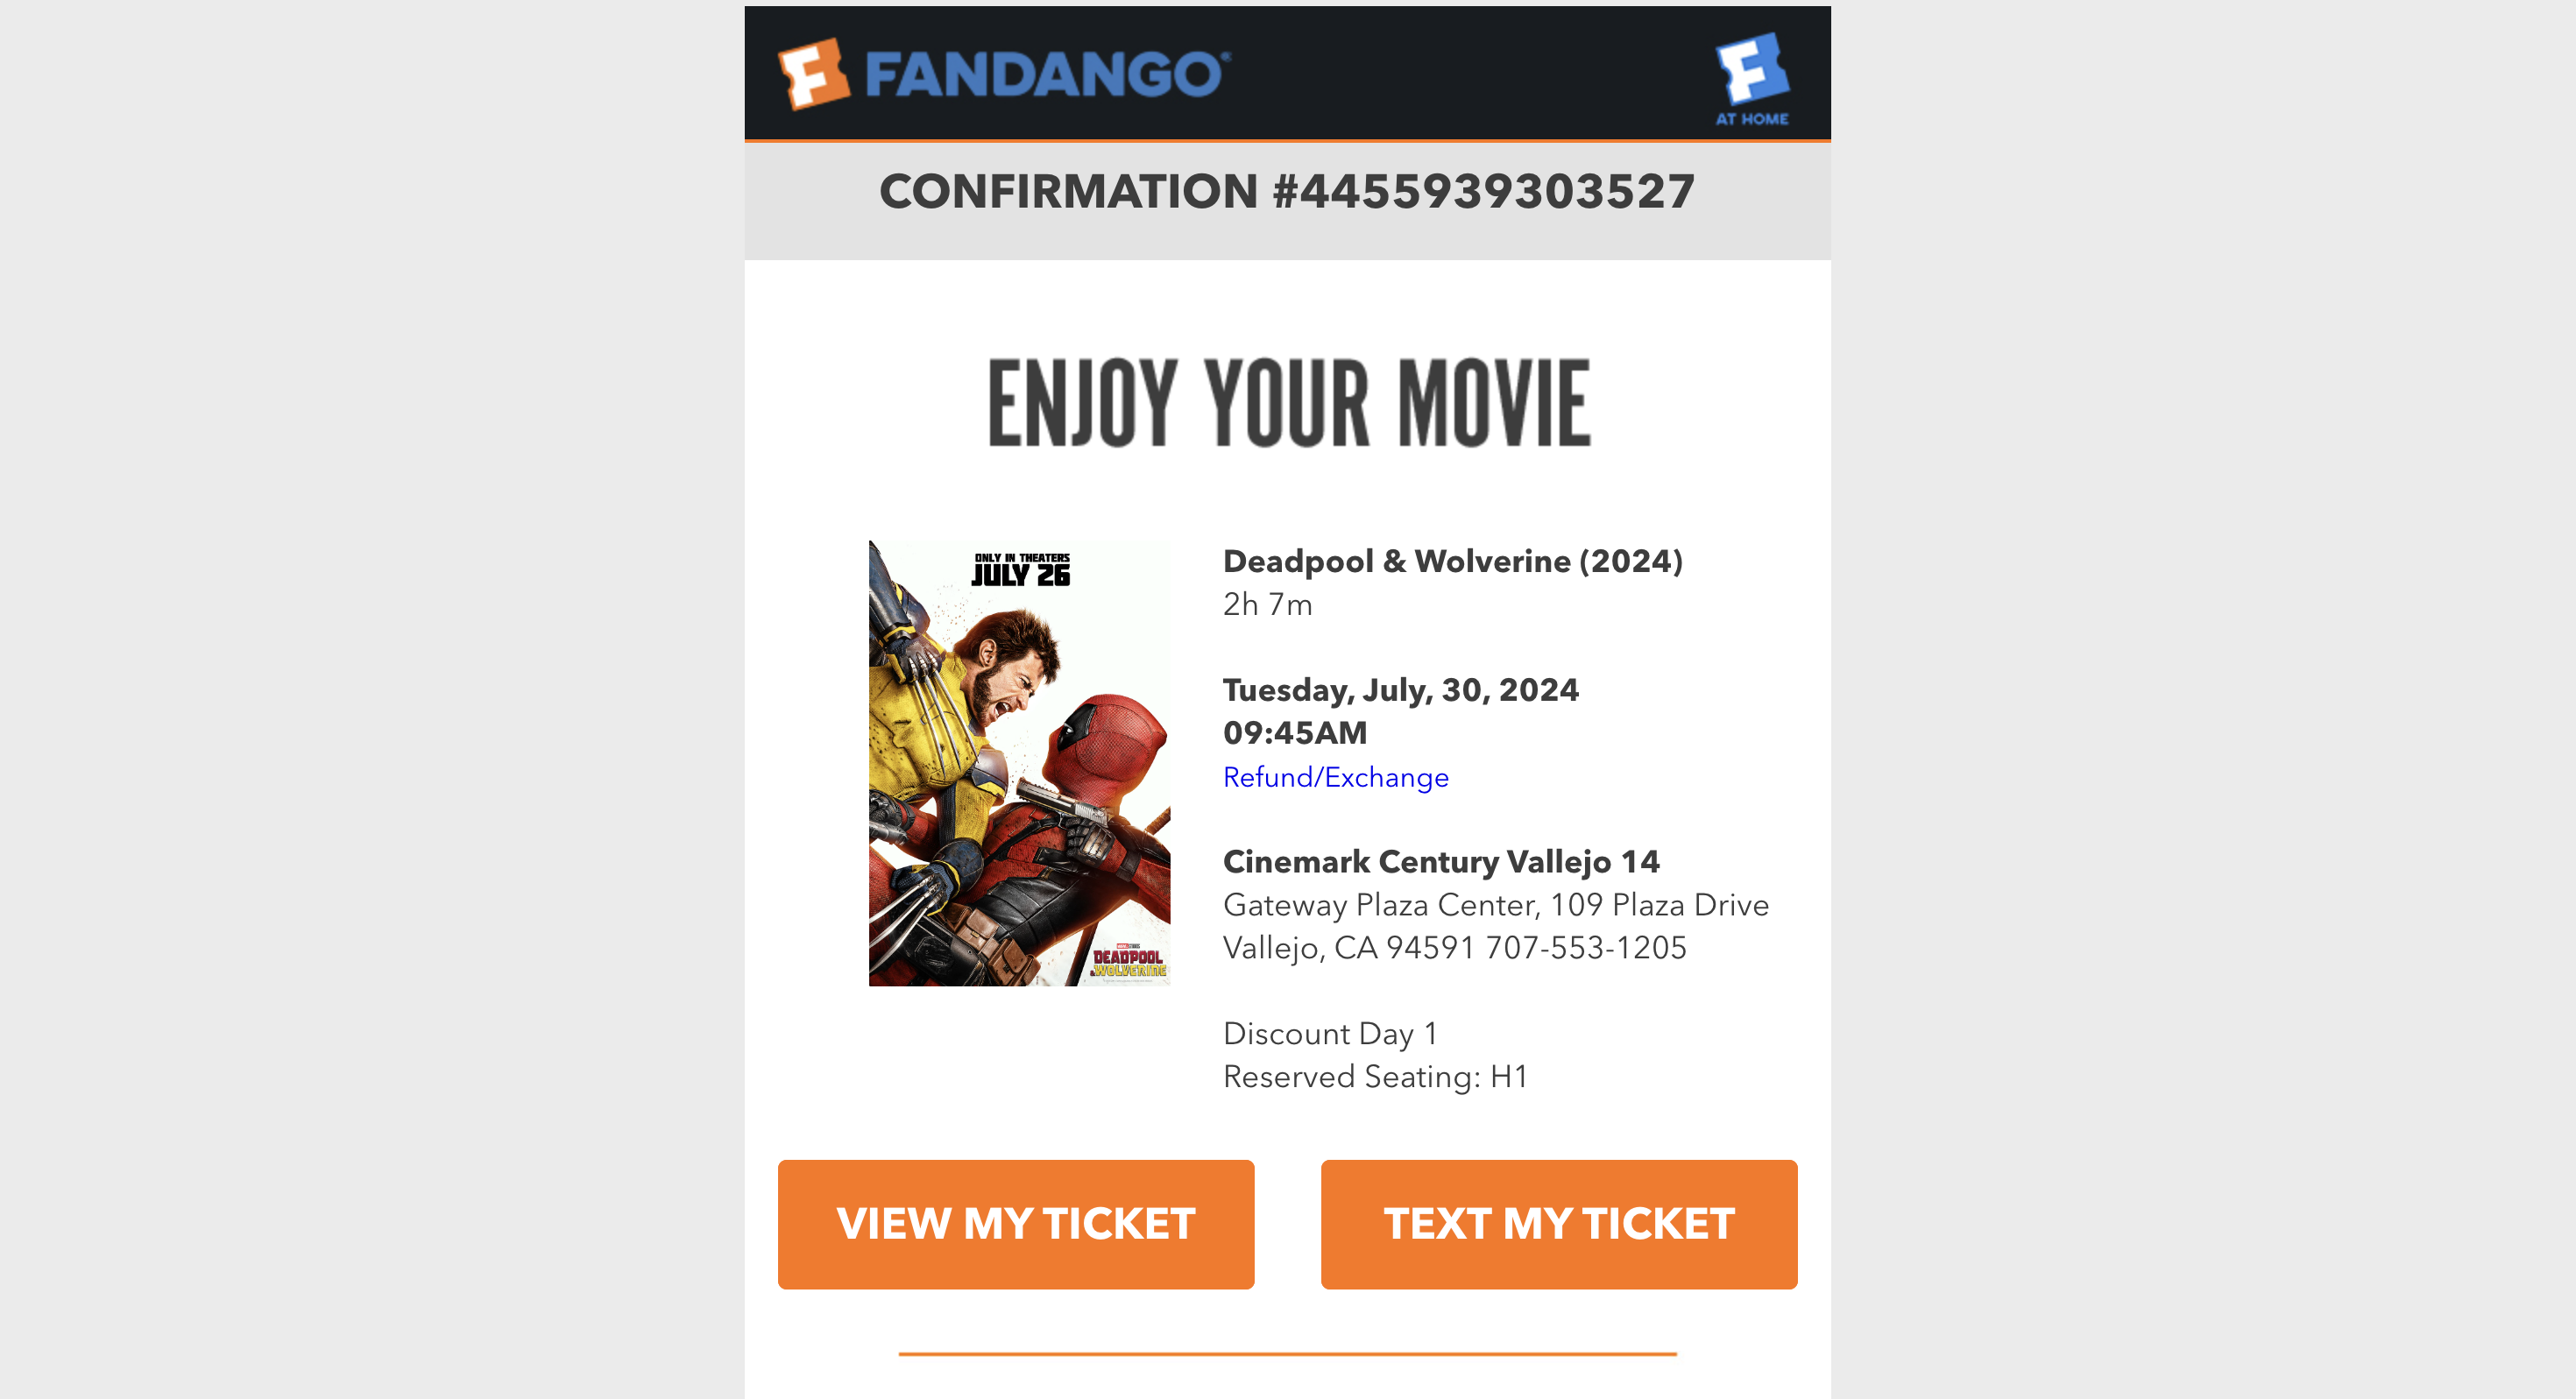 F FANDANGO
F
AT HOME
CONFIRMATION #4455939303527
ENJOY YOUR MOVIE
ONLY IN THEATERS
JULY 26
DEADPOOL
& WOLVERINE
Deadpool & Wolverine (2024)
2h 7m
Tuesday, July, 30, 2024
09:45AM
Refund/Exchange
Cinemark Century Vallejo 14
Gateway Plaza Center, 109 Plaza Drive
Vallejo, CA 94591 707-553-1205
Discount Day 1
Reserved Seating: H1
VIEW MY TICKET
TEXT MY TICKET